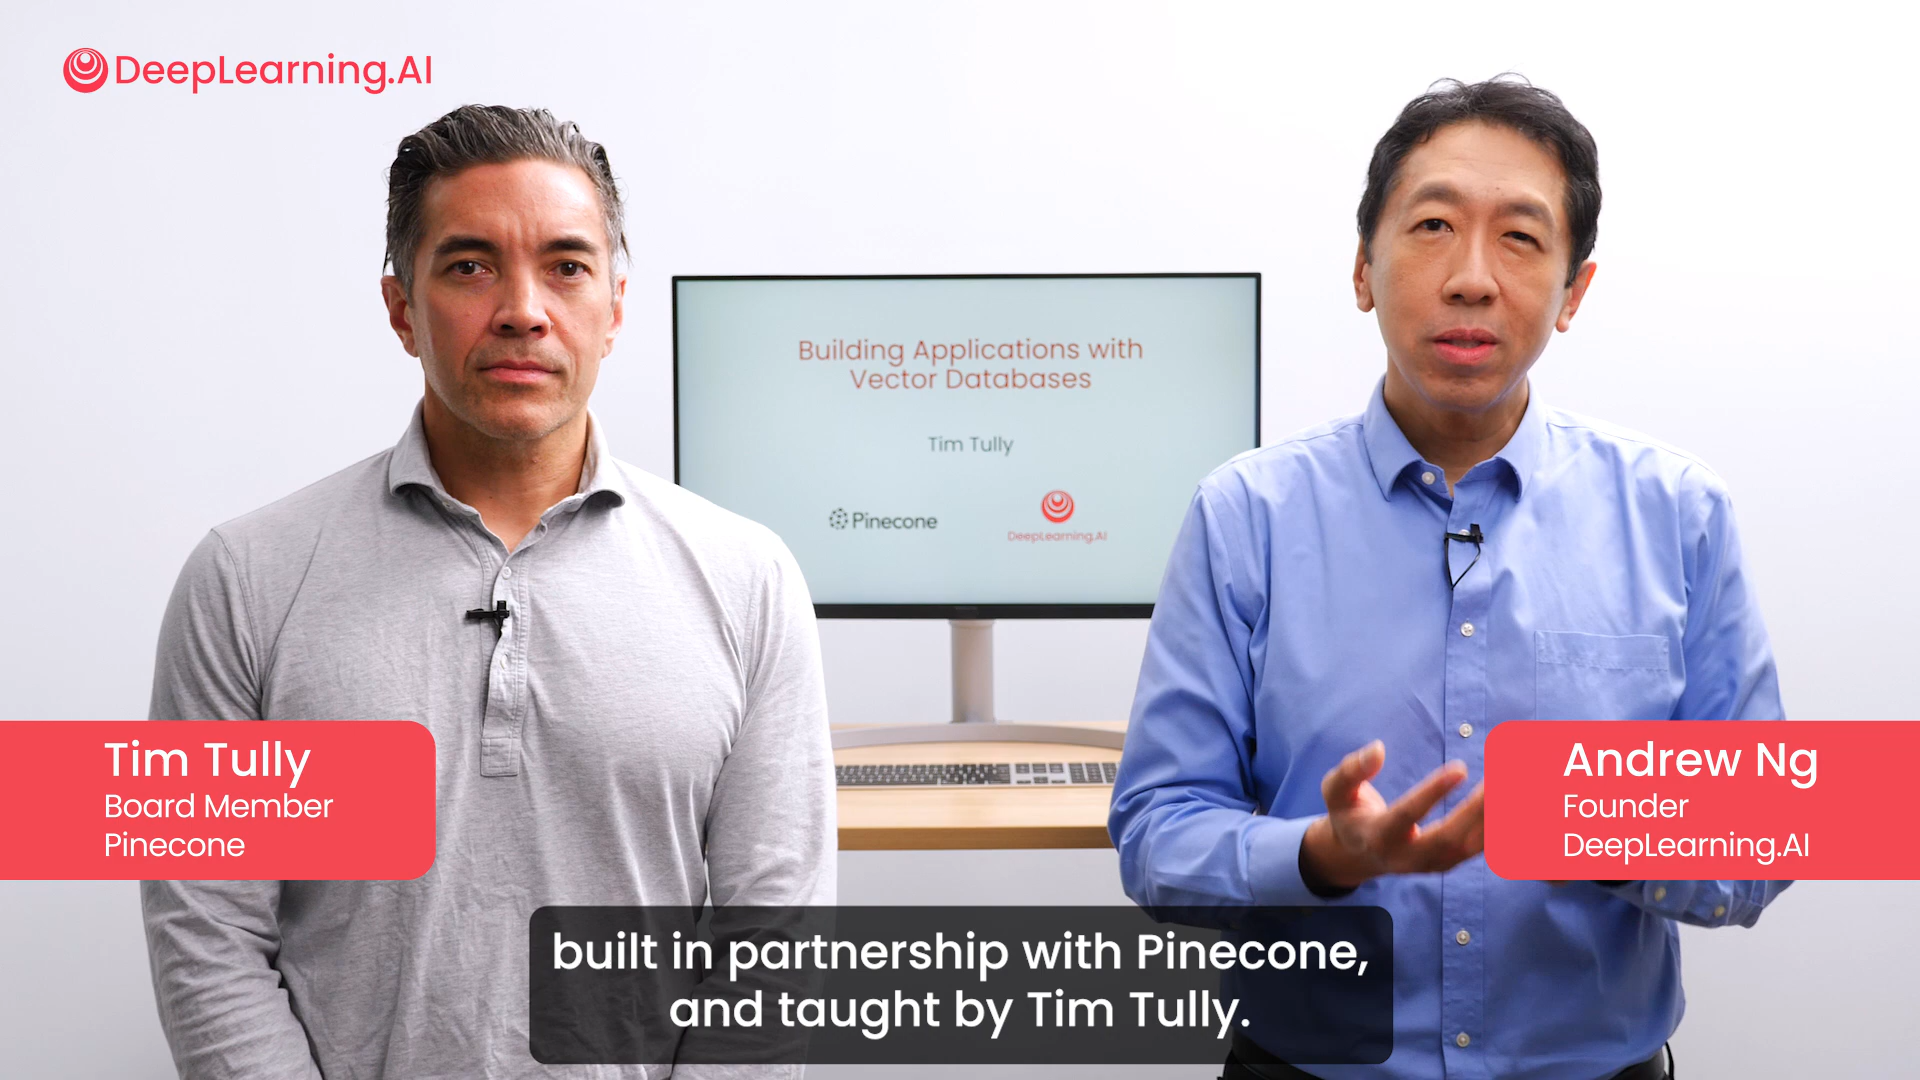 DeepLearning.AI
Building Applications with
Vector Databases
Tim Tully
Pinecone
DeepLearning.AI
Tim Tully
Board Member
Pinecone
Andrew Ng
Founder
DeepLearning.AI
built in partnership with Pinecone,
and taught by Tim Tully.